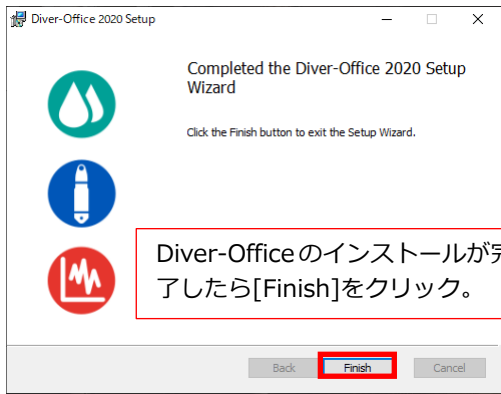 Diver-Office 2020 Setup
Completed the Diver-Office 2020 Setup
Wizard
Click the Finish button to exit the Setup Wizard.
Diver-Officeのインストールが完
了したら[Finish]をクリック。
Back Finish Cancel